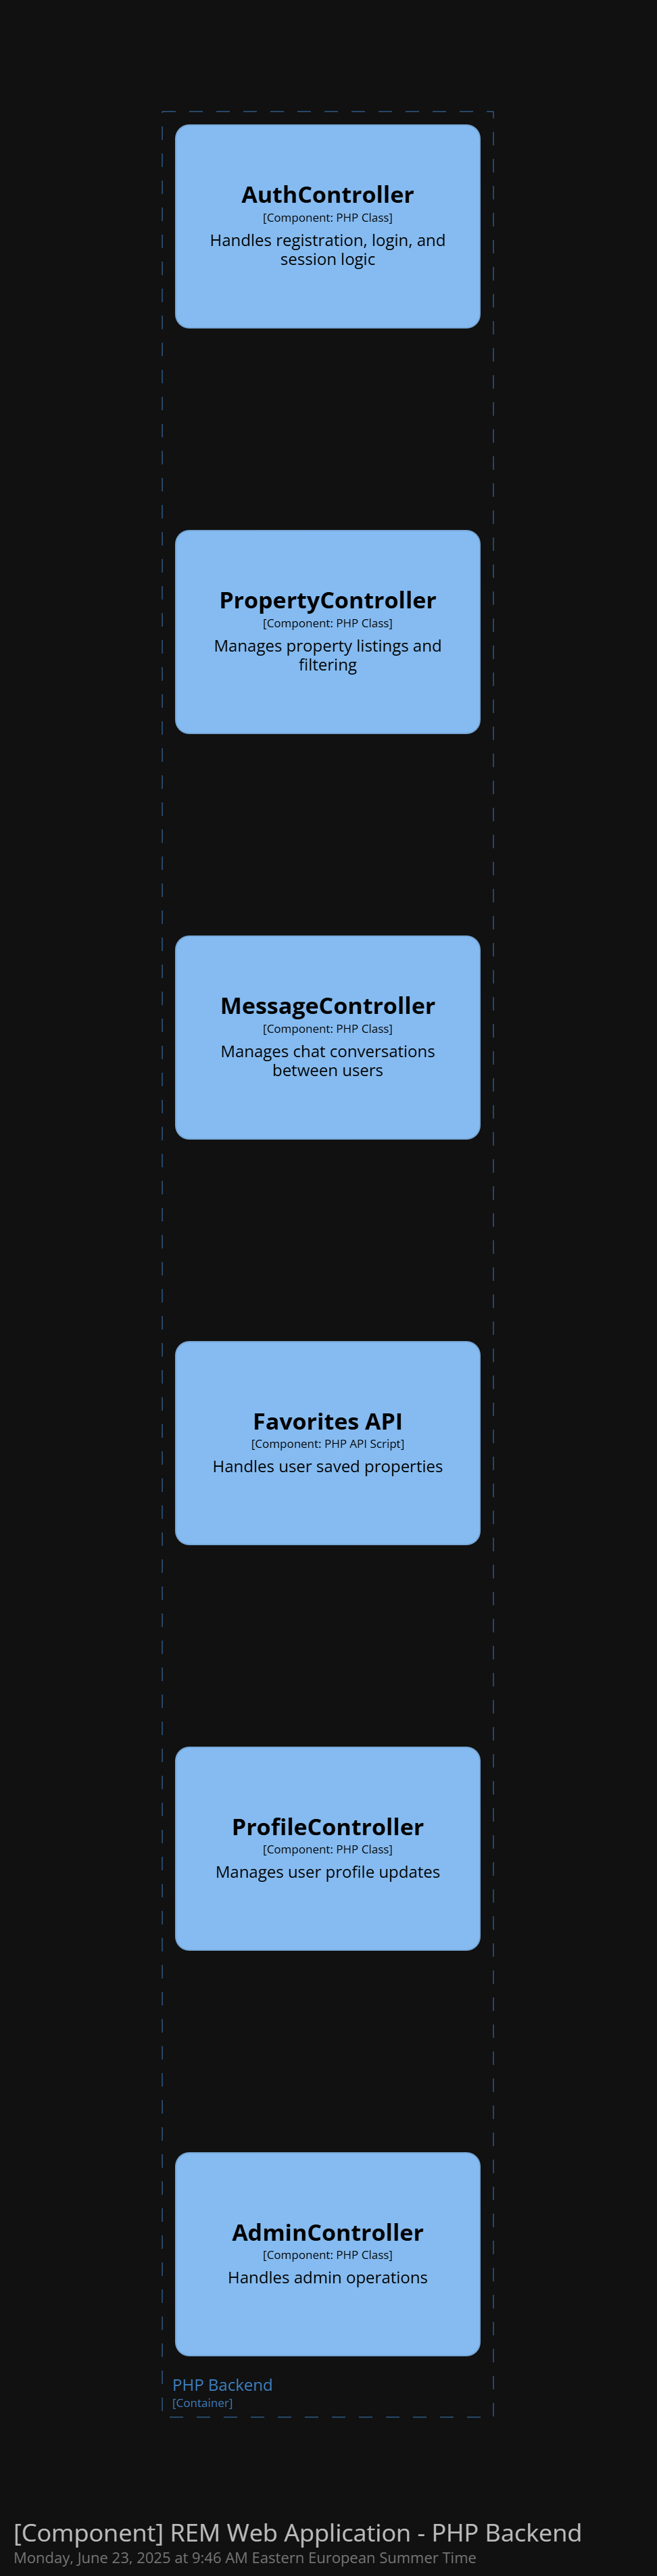 AuthController
[Component: PHP Class]
Handles registration, login, and
session logic
PropertyController
[Component: PHP Class]
Manages property listings and
filtering
MessageController
[Component: PHP Class]
Manages chat conversations
between users
Favorites API
[Component: PHP API Script]
Handles user saved properties
ProfileController
[Component: PHP Class]
Manages user profile updates
AdminController
[Component: PHP Class]
Handles admin operations
PHP Backend
[Container]
[Component] REM Web Application - PHP Backend
Monday, June 23, 2025 at 9:46 AM Eastern European Summer Time